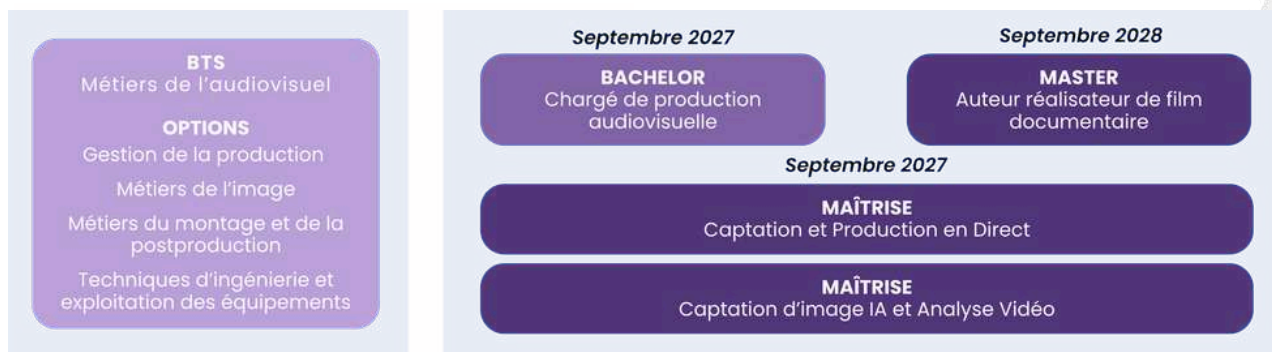 BTS
Métiers de l'audiovisuel
OPTIONS
Gestion de la production
Métiers de l'image
Métiers du montage et de la
postproduction
Techniques d'ingénierie et
exploitation des équipements
Septembre 2027
BACHELOR
Chargé de production
audiovisuelle
Septembre 2028
MASTER
Auteur réalisateur de film
documentaire
Septembre 2027
MAÎTRISE
Captation et Production en Direct
MAÎTRISE
Captation d'image IA et Analyse Vidéo